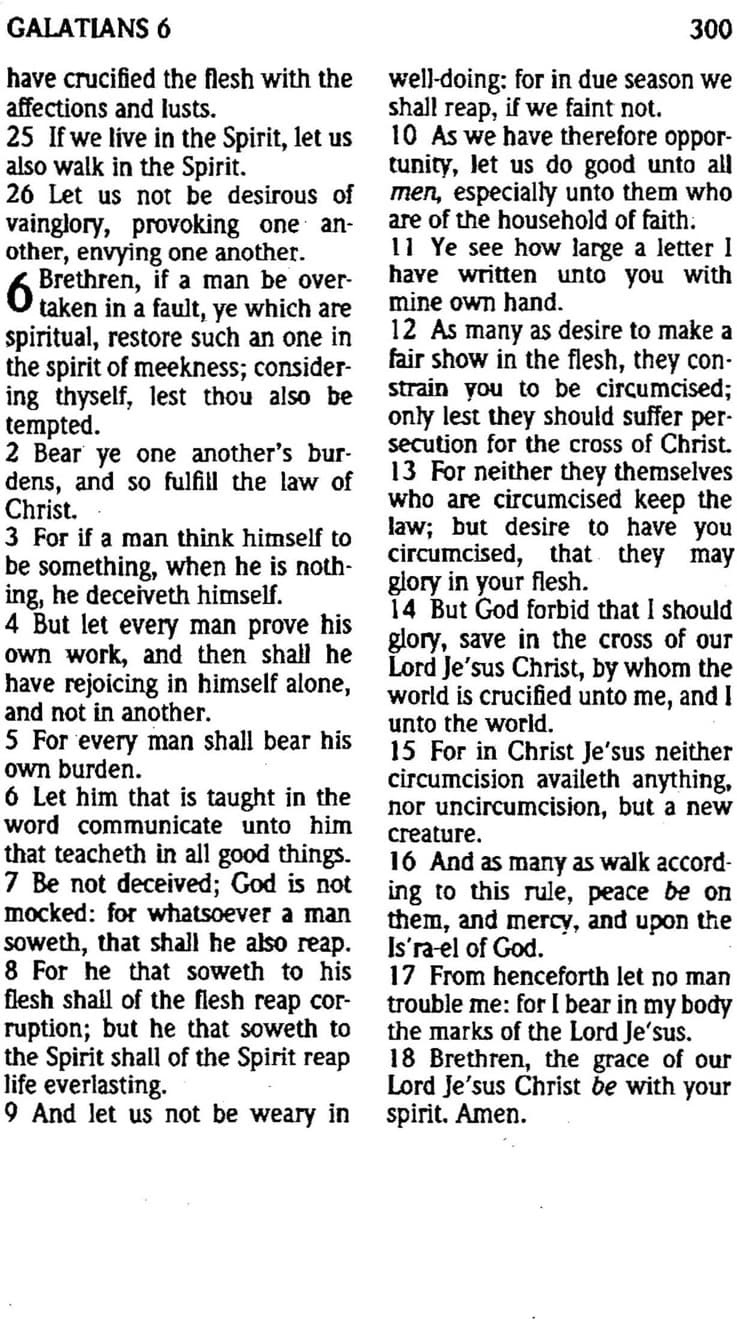 GALATIANS 6
300
have crucified the flesh with the
affections and lusts.
25 If we live in the Spirit, let us
also walk in the Spirit.
26 Let us not be desirous of
vainglory, provoking one an-
other, envying one another.
6 Brethren, if a man be over-
taken in a fault, ye which are
spiritual, restore such an one in
the spirit of meekness; consider-
ing thyself, lest thou also be
tempted.
2 Bear ye one another's bur-
dens, and so fulfill the law of
Christ.
3 For if a man think himself to
be something, when he is noth-
ing, he deceiveth himself.
4 But let every man prove his
own work, and then shall he
have rejoicing in himself alone,
and not in another.
5 For every man shall bear his
own burden.
6 Let him that is taught in the
word communicate unto him
that teacheth in all good things.
7 Be not deceived; God is not
mocked: for whatsoever a man
soweth, that shall he also reap.
8 For he that soweth to his
flesh shall of the flesh reap cor-
ruption; but he that soweth to
the Spirit shall of the Spirit reap
life everlasting.
9 And let us not be weary in
well-doing: for in due season we
shall reap, if we faint not.
10 As we have therefore oppor-
tunity, let us do good unto all
men, especially unto them who
are of the household of faith.
11 Ye see how large a letter I
have written unto you with
mine own hand.
12 As many as desire to make a
fair show in the flesh, they con-
strain you to be circumcised;
only lest they should suffer per-
secution for the cross of Christ.
13 For neither they themselves
who are circumcised keep the
law; but desire to have you
circumcised, that they may
glory in your flesh.
14 But God forbid that I should
glory, save in the cross of our
Lord Je'sus Christ, by whom the
world is crucified unto me, and I
unto the world.
15 For in Christ Je'sus neither
circumcision availeth anything,
nor uncircumcision, but a new
creature.
16 And as many as walk accord-
ing to this rule, peace be on
them, and mercy, and upon the
Is'ra-el of God.
17 From henceforth let no man
trouble me: for I bear in my body
the marks of the Lord Je'sus.
18 Brethren, the grace of our
Lord Je'sus Christ be with your
spirit. Amen.